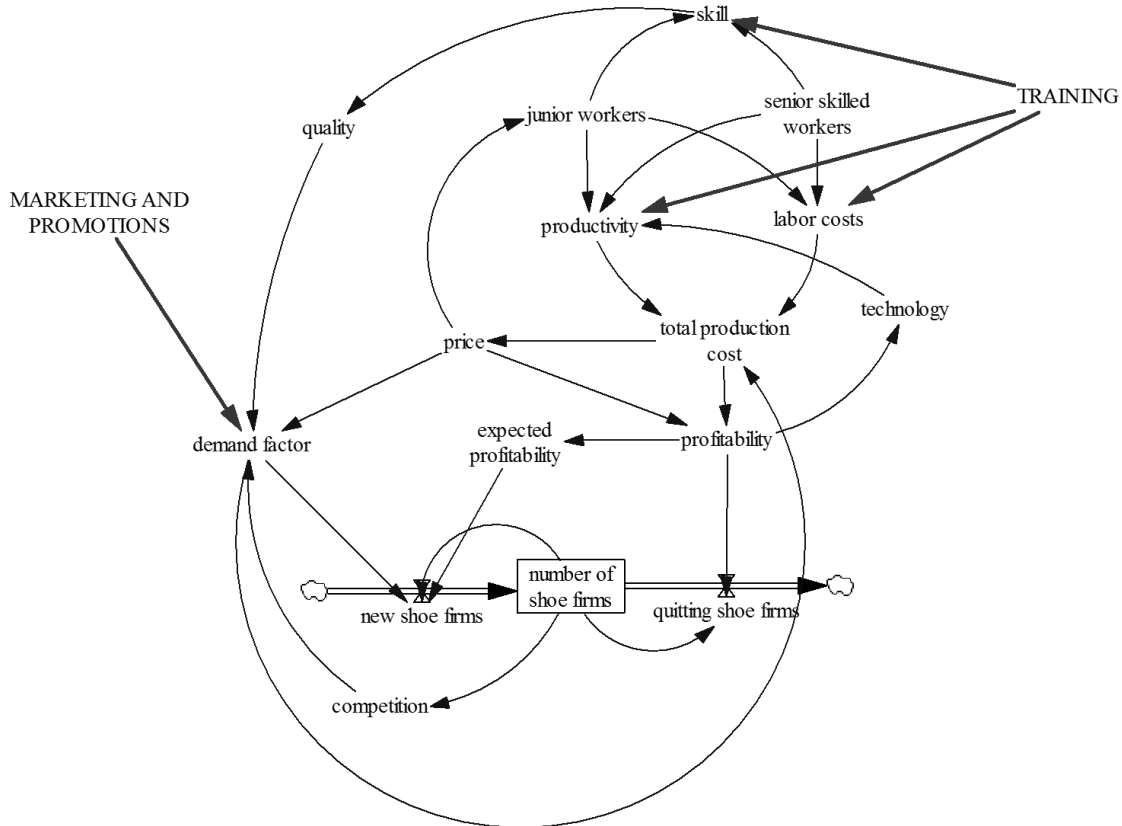 skill
TRAINING
senior skilled
workers
junior workers
quality
MARKETING AND
PROMOTIONS
productivity
labor costs
technology
total production
cost
price
demand factor
expected
profitability
profitability
number of
shoe firms
new shoe firms
quitting shoe firms
competition